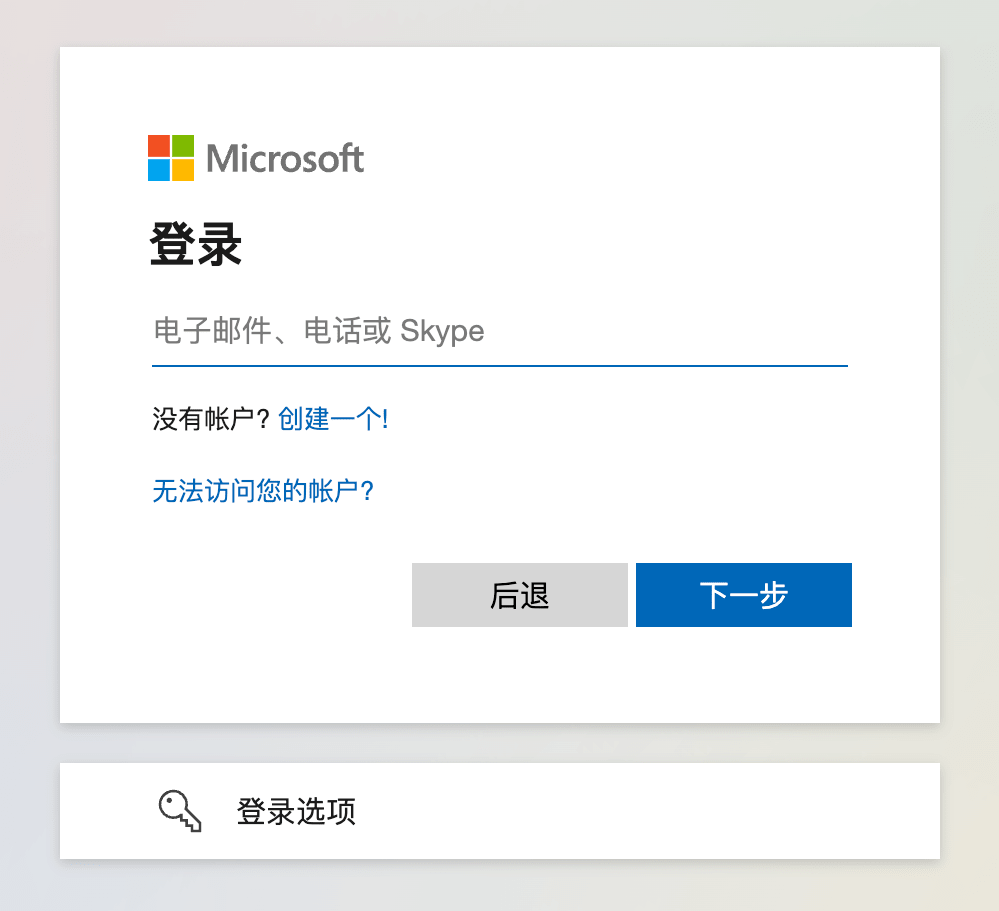 Microsoft
登录
电子邮件、电话或 Skype
没有帐户? 创建一个!
无法访问您的帐户?
后退 下一步
登录选项